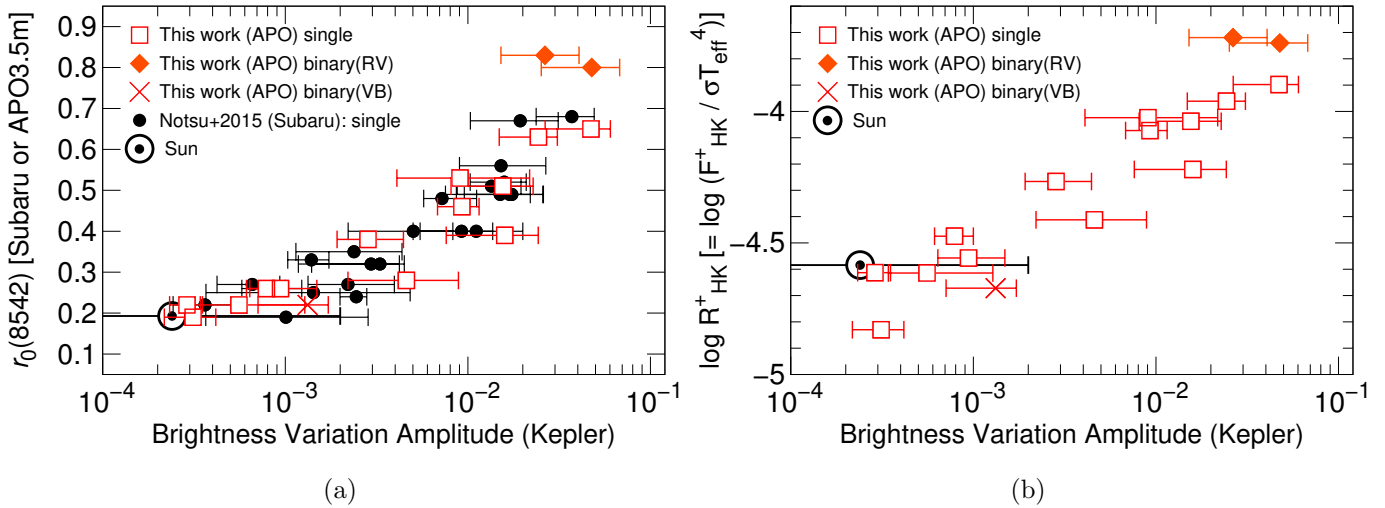 r₀(8542) [Subaru or APO3.5m]
0.9
0.8
0.7
0.6
0.5
0.4
0.3
0.2
0.1
This work (APO) single
This work (APO) binary(RV)
This work (APO) binary(VB)
Notsu+2015 (Subaru): single
Sun
10⁻⁴ 10⁻³ 10⁻² 10⁻¹
Brightness Variation Amplitude (Kepler)
(a)
log R⁺HK [= log (F⁺HK / σTeff⁴)]
−4
−4.5
−5
This work (APO) single
This work (APO) binary(RV)
This work (APO) binary(VB)
Sun
10⁻⁴ 10⁻³ 10⁻² 10⁻¹
Brightness Variation Amplitude (Kepler)
(b)